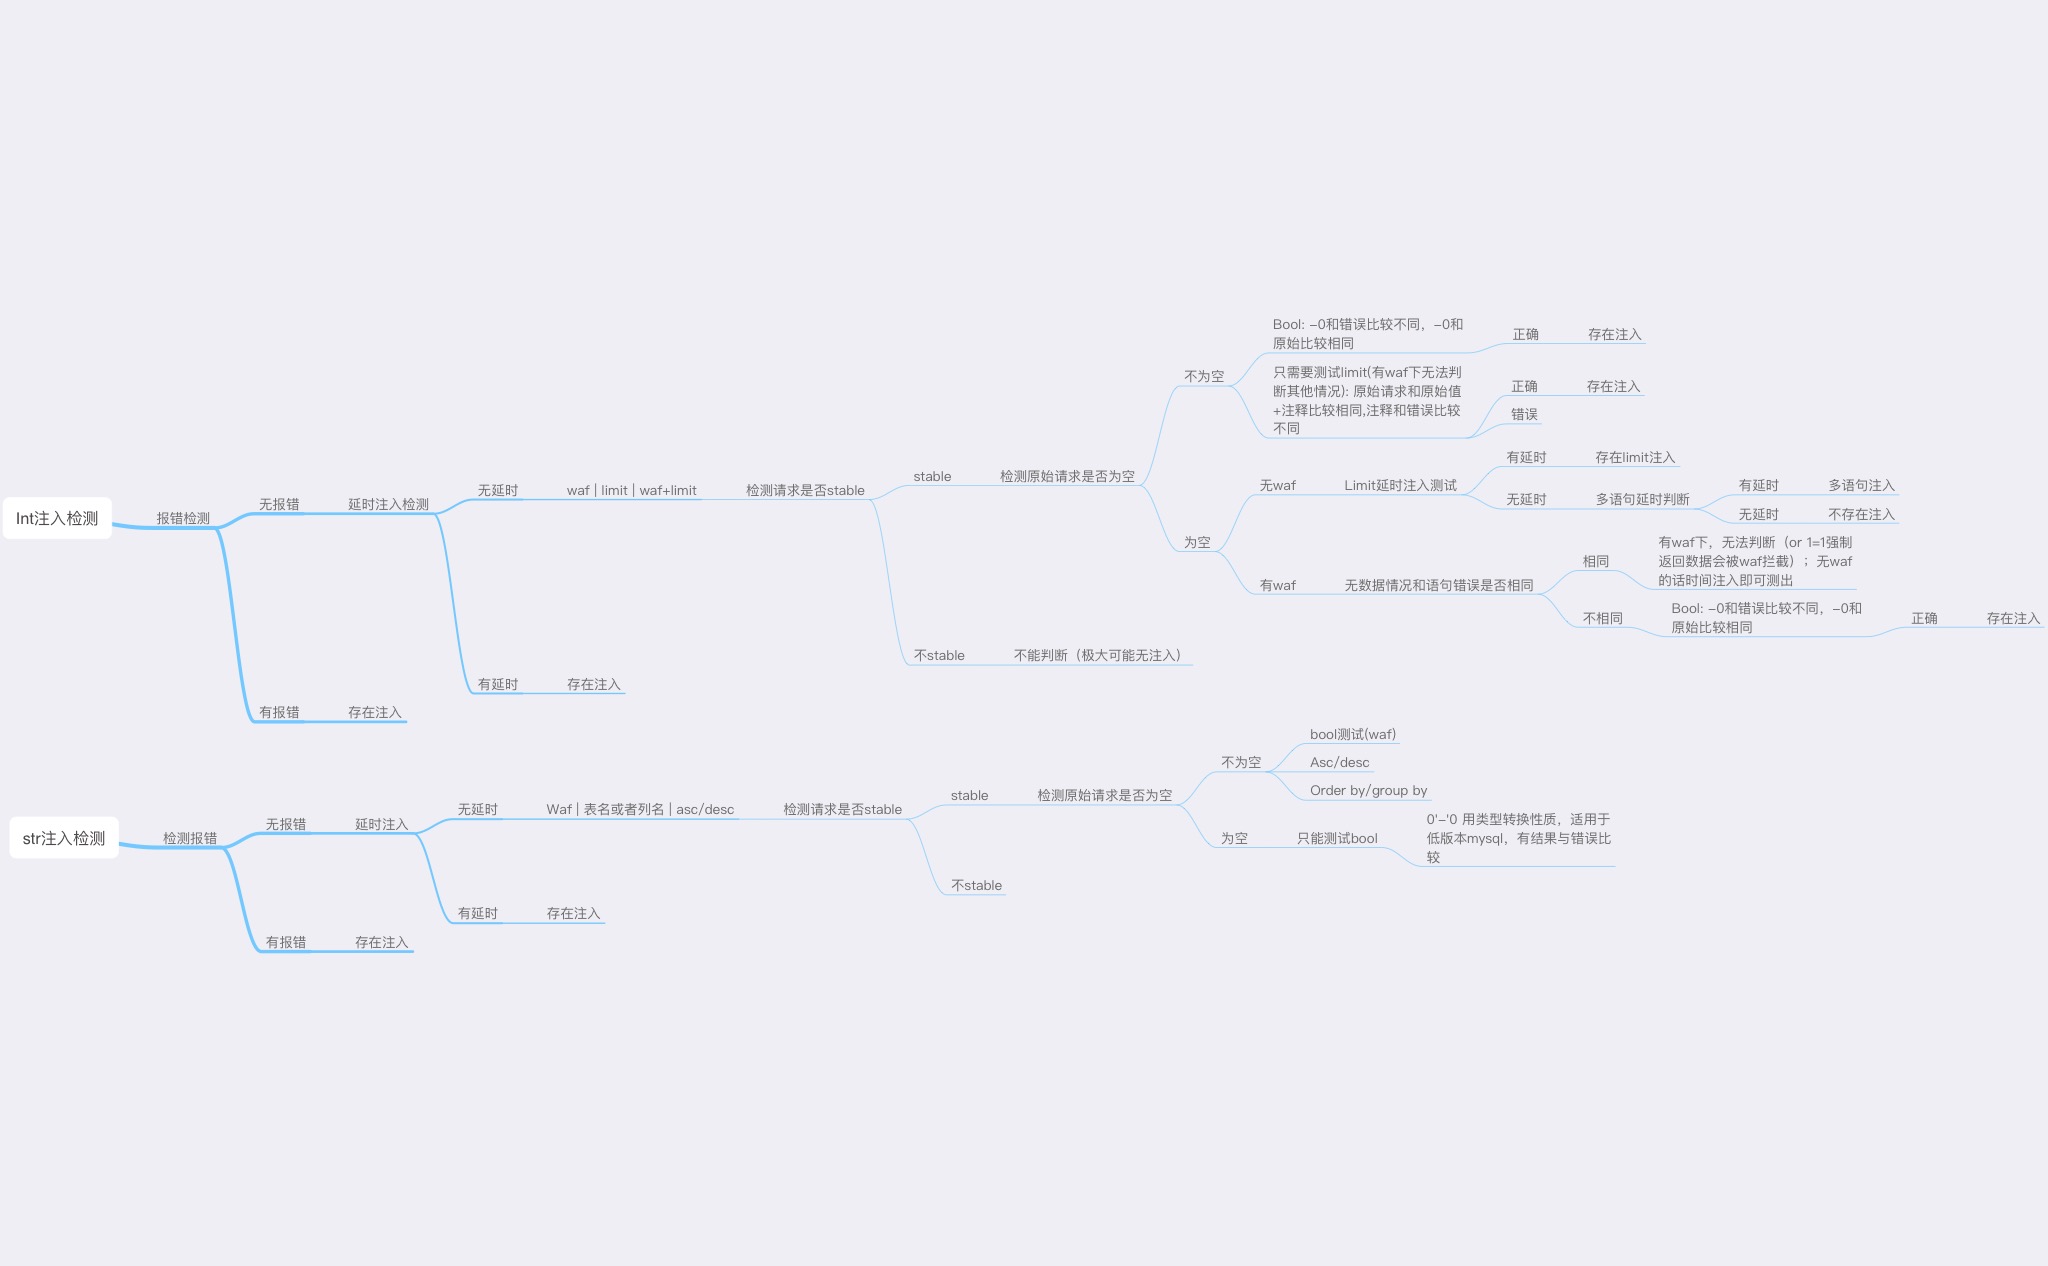 Int注入检测
报错检测
无报错
延时注入检测
无延时
waf | limit | waf+limit
检测请求是否stable
stable
检测原始请求是否为空
不为空
Bool: -0和错误比较不同，-0和
原始比较相同
正确
存在注入
只需要测试limit(有waf下无法判
断其他情况): 原始请求和原始值
+注释比较相同,注释和错误比较
不同
正确
存在注入
错误
为空
无waf
Limit延时注入测试
有延时
存在limit注入
无延时
多语句延时判断
有延时
多语句注入
无延时
不存在注入
有waf
无数据情况和语句错误是否相同
相同
有waf下，无法判断（or 1=1强制
返回数据会被waf拦截）；无waf
的话时间注入即可测出
不相同
Bool: -0和错误比较不同，-0和
原始比较相同
正确
存在注入
不stable
不能判断（极大可能无注入）
有延时
存在注入
有报错
存在注入
str注入检测
检测报错
无报错
延时注入
无延时
Waf | 表名或者列名 | asc/desc
检测请求是否stable
stable
检测原始请求是否为空
不为空
bool测试(waf)
Asc/desc
Order by/group by
为空
只能测试bool
0'-'0 用类型转换性质，适用于
低版本mysql，有结果与错误比
较
不stable
有延时
存在注入
有报错
存在注入